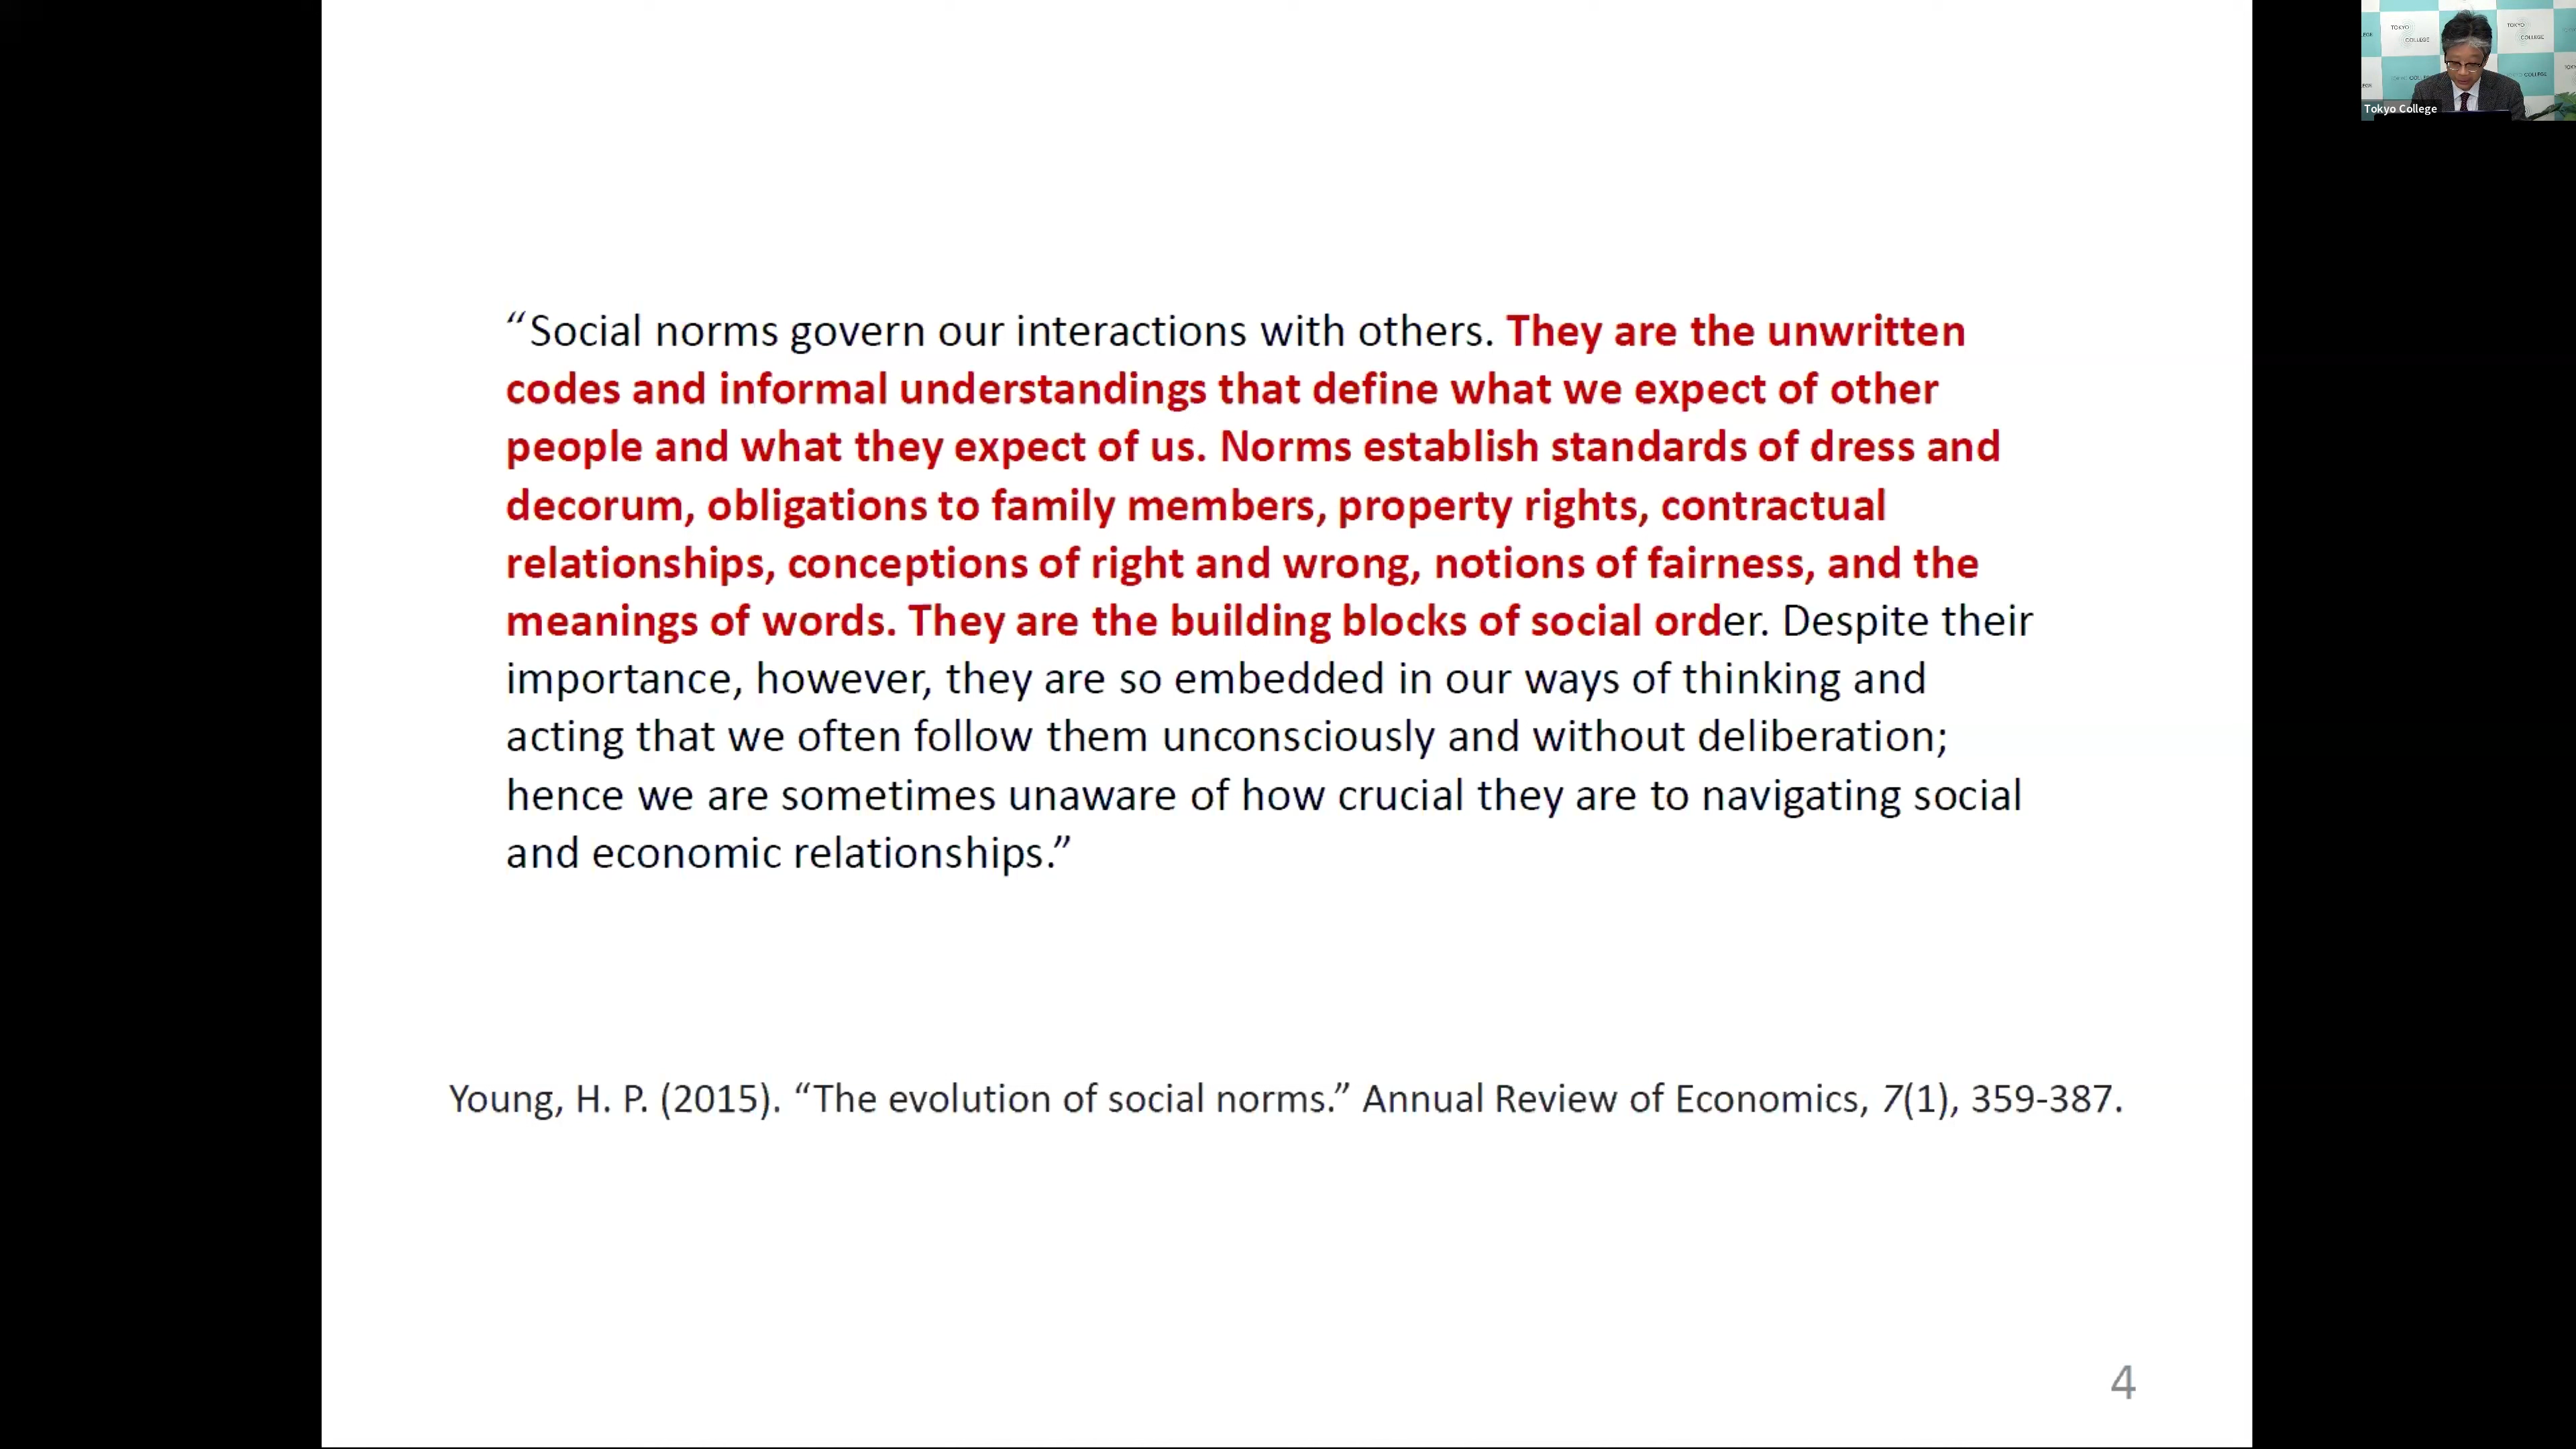 “Social norms govern our interactions with others. They are the unwritten
codes and informal understandings that define what we expect of other
people and what they expect of us. Norms establish standards of dress and
decorum, obligations to family members, property rights, contractual
relationships, conceptions of right and wrong, notions of fairness, and the
meanings of words. They are the building blocks of social order. Despite their
importance, however, they are so embedded in our ways of thinking and
acting that we often follow them unconsciously and without deliberation;
hence we are sometimes unaware of how crucial they are to navigating social
and economic relationships.”
Young, H. P. (2015). “The evolution of social norms.” Annual Review of Economics, 7(1), 359-387.
4
TOKYO
COLLEGE
TOKYO
COLLEGE
Tokyo College